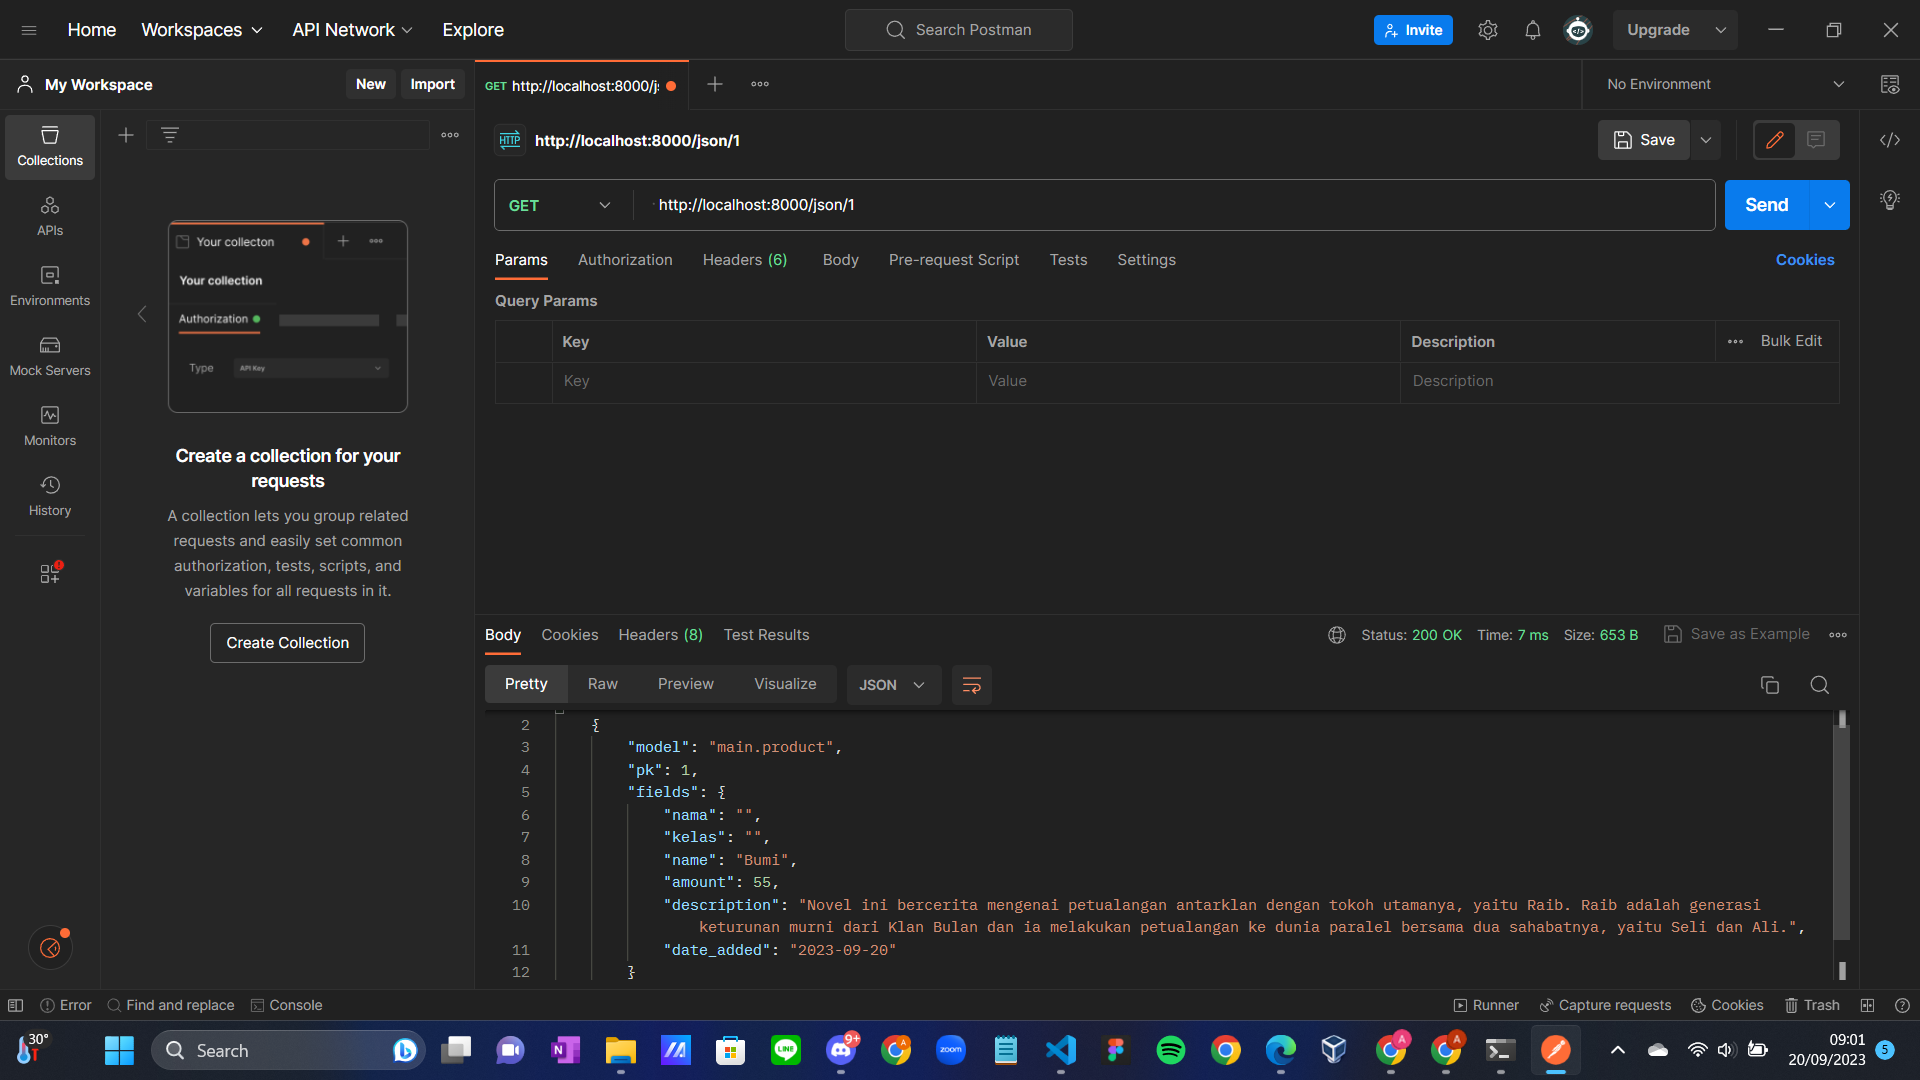 Home
Workspaces
API Network
Explore
Search Postman
Invite
Upgrade
My Workspace
New
Import
GET http://localhost:8000/j
No Environment
Collections
APIs
Environments
Mock Servers
Monitors
History
Your collecton
Your collection
Authorization
Type
API Key
Create a collection for your
requests
A collection lets you group related
requests and easily set common
authorization, tests, scripts, and
variables for all requests in it.
Create Collection
HTTP http://localhost:8000/json/1
Save
GET
http://localhost:8000/json/1
Send
Params Authorization Headers (6) Body Pre-request Script Tests Settings Cookies
Query Params
Key Value Description Bulk Edit
Key Value Description
Body Cookies Headers (8) Test Results
Status: 200 OK Time: 7 ms Size: 653 B Save as Example
Pretty Raw Preview Visualize JSON
2 {
3 "model": "main.product",
4 "pk": 1,
5 "fields": {
6 "nama": "",
7 "kelas": "",
8 "name": "Bumi",
9 "amount": 55,
10 "description": "Novel ini bercerita mengenai petualangan antarklan dengan tokoh utamanya, yaitu Raib. Raib adalah generasi
keturunan murni dari Klan Bulan dan ia melakukan petualangan ke dunia paralel bersama dua sahabatnya, yaitu Seli dan Ali.",
11 "date_added": "2023-09-20"
12 }
Error Find and replace Console
Runner Capture requests Cookies Trash
30°
Search
N
LINE
9+
A
zoom
A
A
09:01
20/09/2023
5